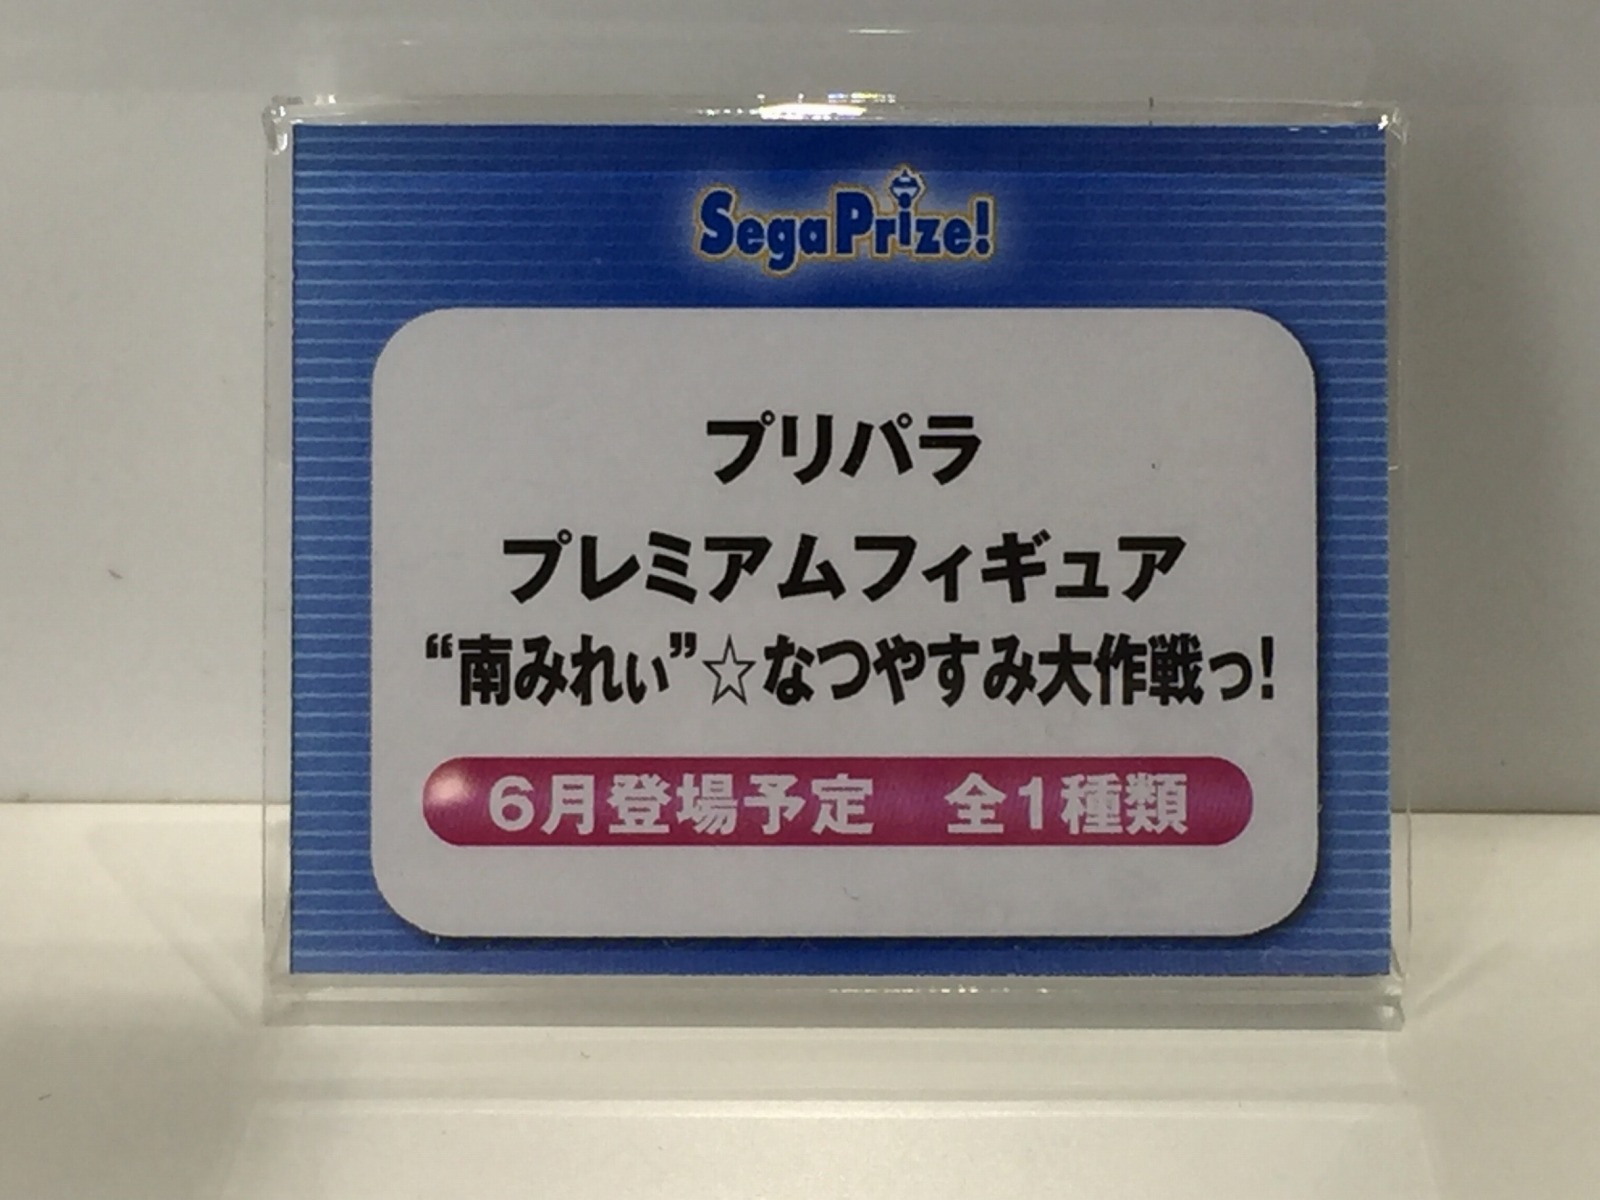 SegaPrize!
プリパラ
プレミアムフィギュア
“南みれぃ”☆なつやすみ大作戦っ!
6月登場予定　全1種類